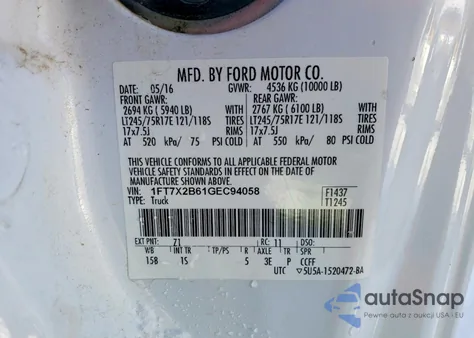 MFD. BY FORD MOTOR CO.
DATE: 05/16 GVWR: 4536 KG (10000 LB)
FRONT GAWR: REAR GAWR:
2694 KG ( 5940 LB) WITH 2767 KG ( 6100 LB) WITH
LT245/75R17E 121/118S TIRES LT245/75R17E 121/118S TIRES
17x7.5J RIMS 17x7.5J RIMS
AT 520 kPa/ 75 PSI COLD AT 550 kPa/ 80 PSI COLD
THIS VEHICLE CONFORMS TO ALL APPLICABLE FEDERAL MOTOR
VEHICLE SAFETY STANDARDS IN EFFECT ON THE DATE OF
MANUFACTURE SHOWN ABOVE.
VIN: 1FT7X2B61GEC94058 F1437
TYPE: Truck T1245
EXT PNT: Z1 RC: 11 DSO:
WB INT TR TP/PS R AXLE TR SPR
158 1S 5 3E P CCFF
UTC 5U5A-1520472-BA
autaSnap
Pewne auta z aukcji USA i EU